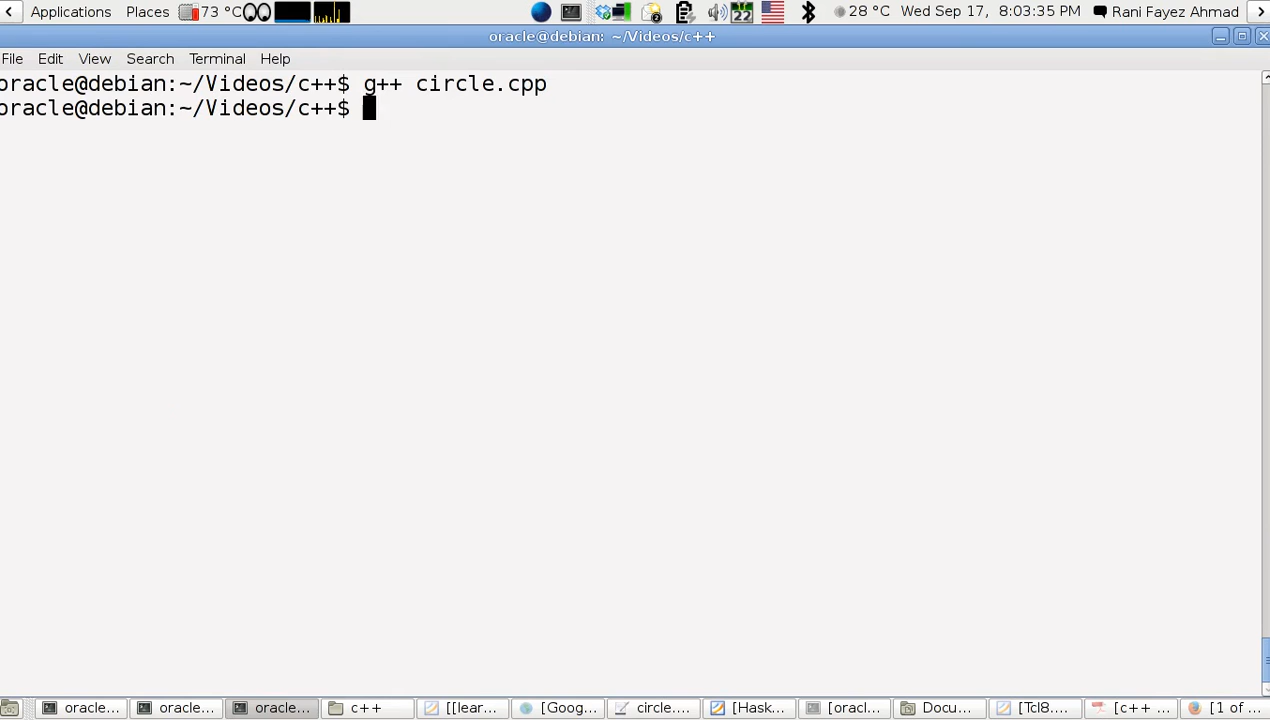 Applications Places 73 °C 28 °C Wed Sep 17, 8:03:35 PM Rani Fayez Ahmad
22
oracle@debian: ~/Videos/c++
File Edit View Search Terminal Help
oracle@debian:~/Videos/c++$ g++ circle.cpp
oracle@debian:~/Videos/c++$
oracle... oracle... oracle... c++ [[lear... [Goog... circle.... [Hask... [oracl... Docu... [Tcl8.... [c++ ... [1 of ...